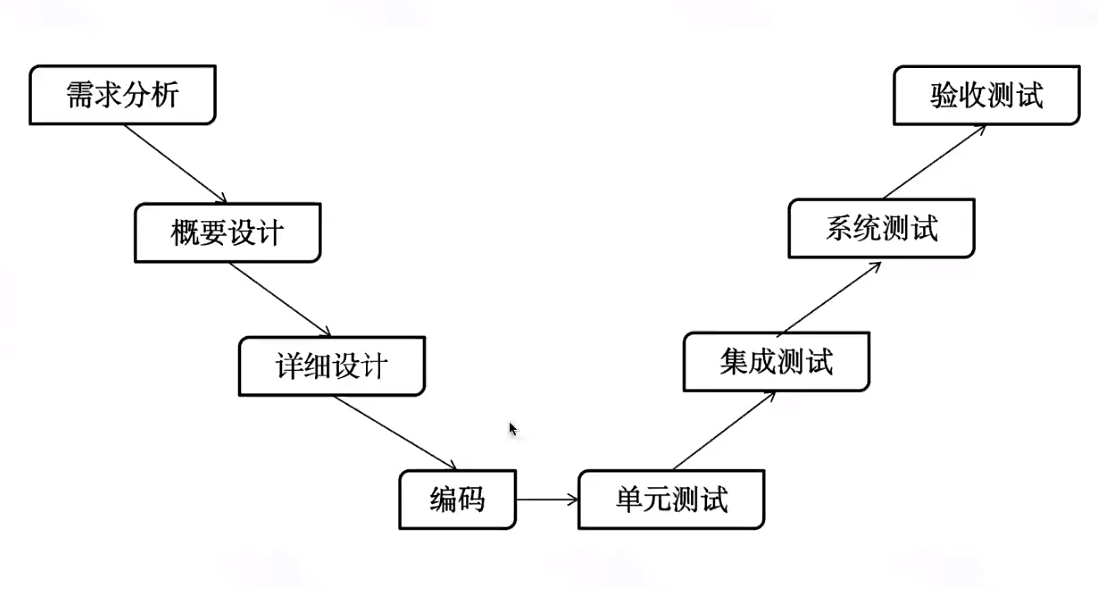 需求分析
验收测试
概要设计
系统测试
详细设计
集成测试
编码
单元测试